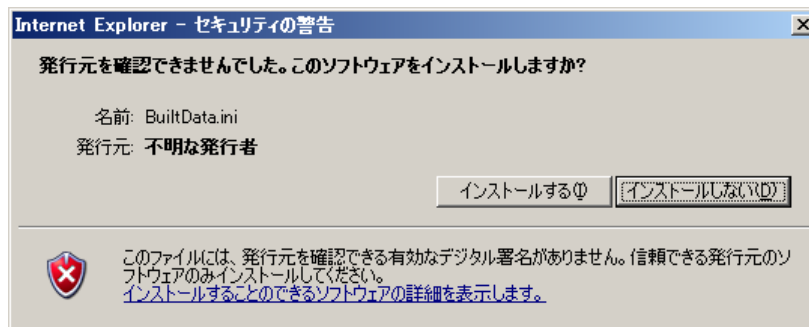 Internet Explorer - セキュリティの警告
発行元を確認できませんでした。このソフトウェアをインストールしますか?
名前: BuiltData.ini
発行元: 不明な発行者
インストールする(I) インストールしない(D)
このファイルには、発行元を確認できる有効なデジタル署名がありません。信頼できる発行元のソ
フトウェアのみインストールしてください。
インストールすることのできるソフトウェアの詳細を表示します。